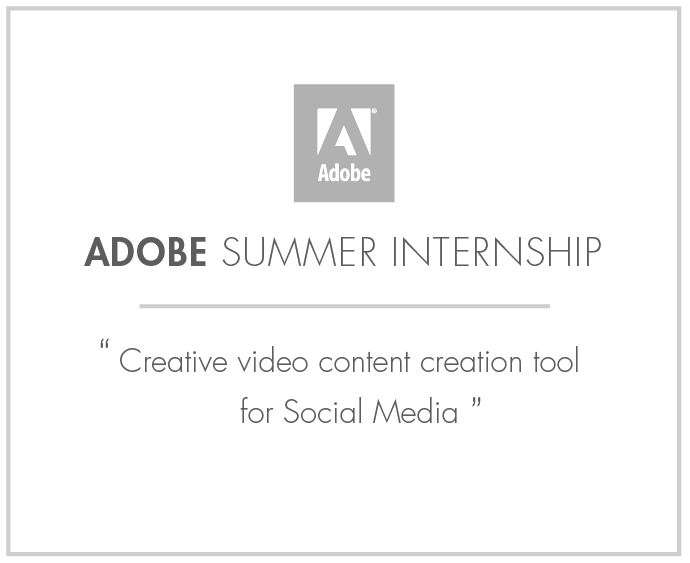 Adobe
ADOBE SUMMER INTERNSHIP
“ Creative video content creation tool
for Social Media ”